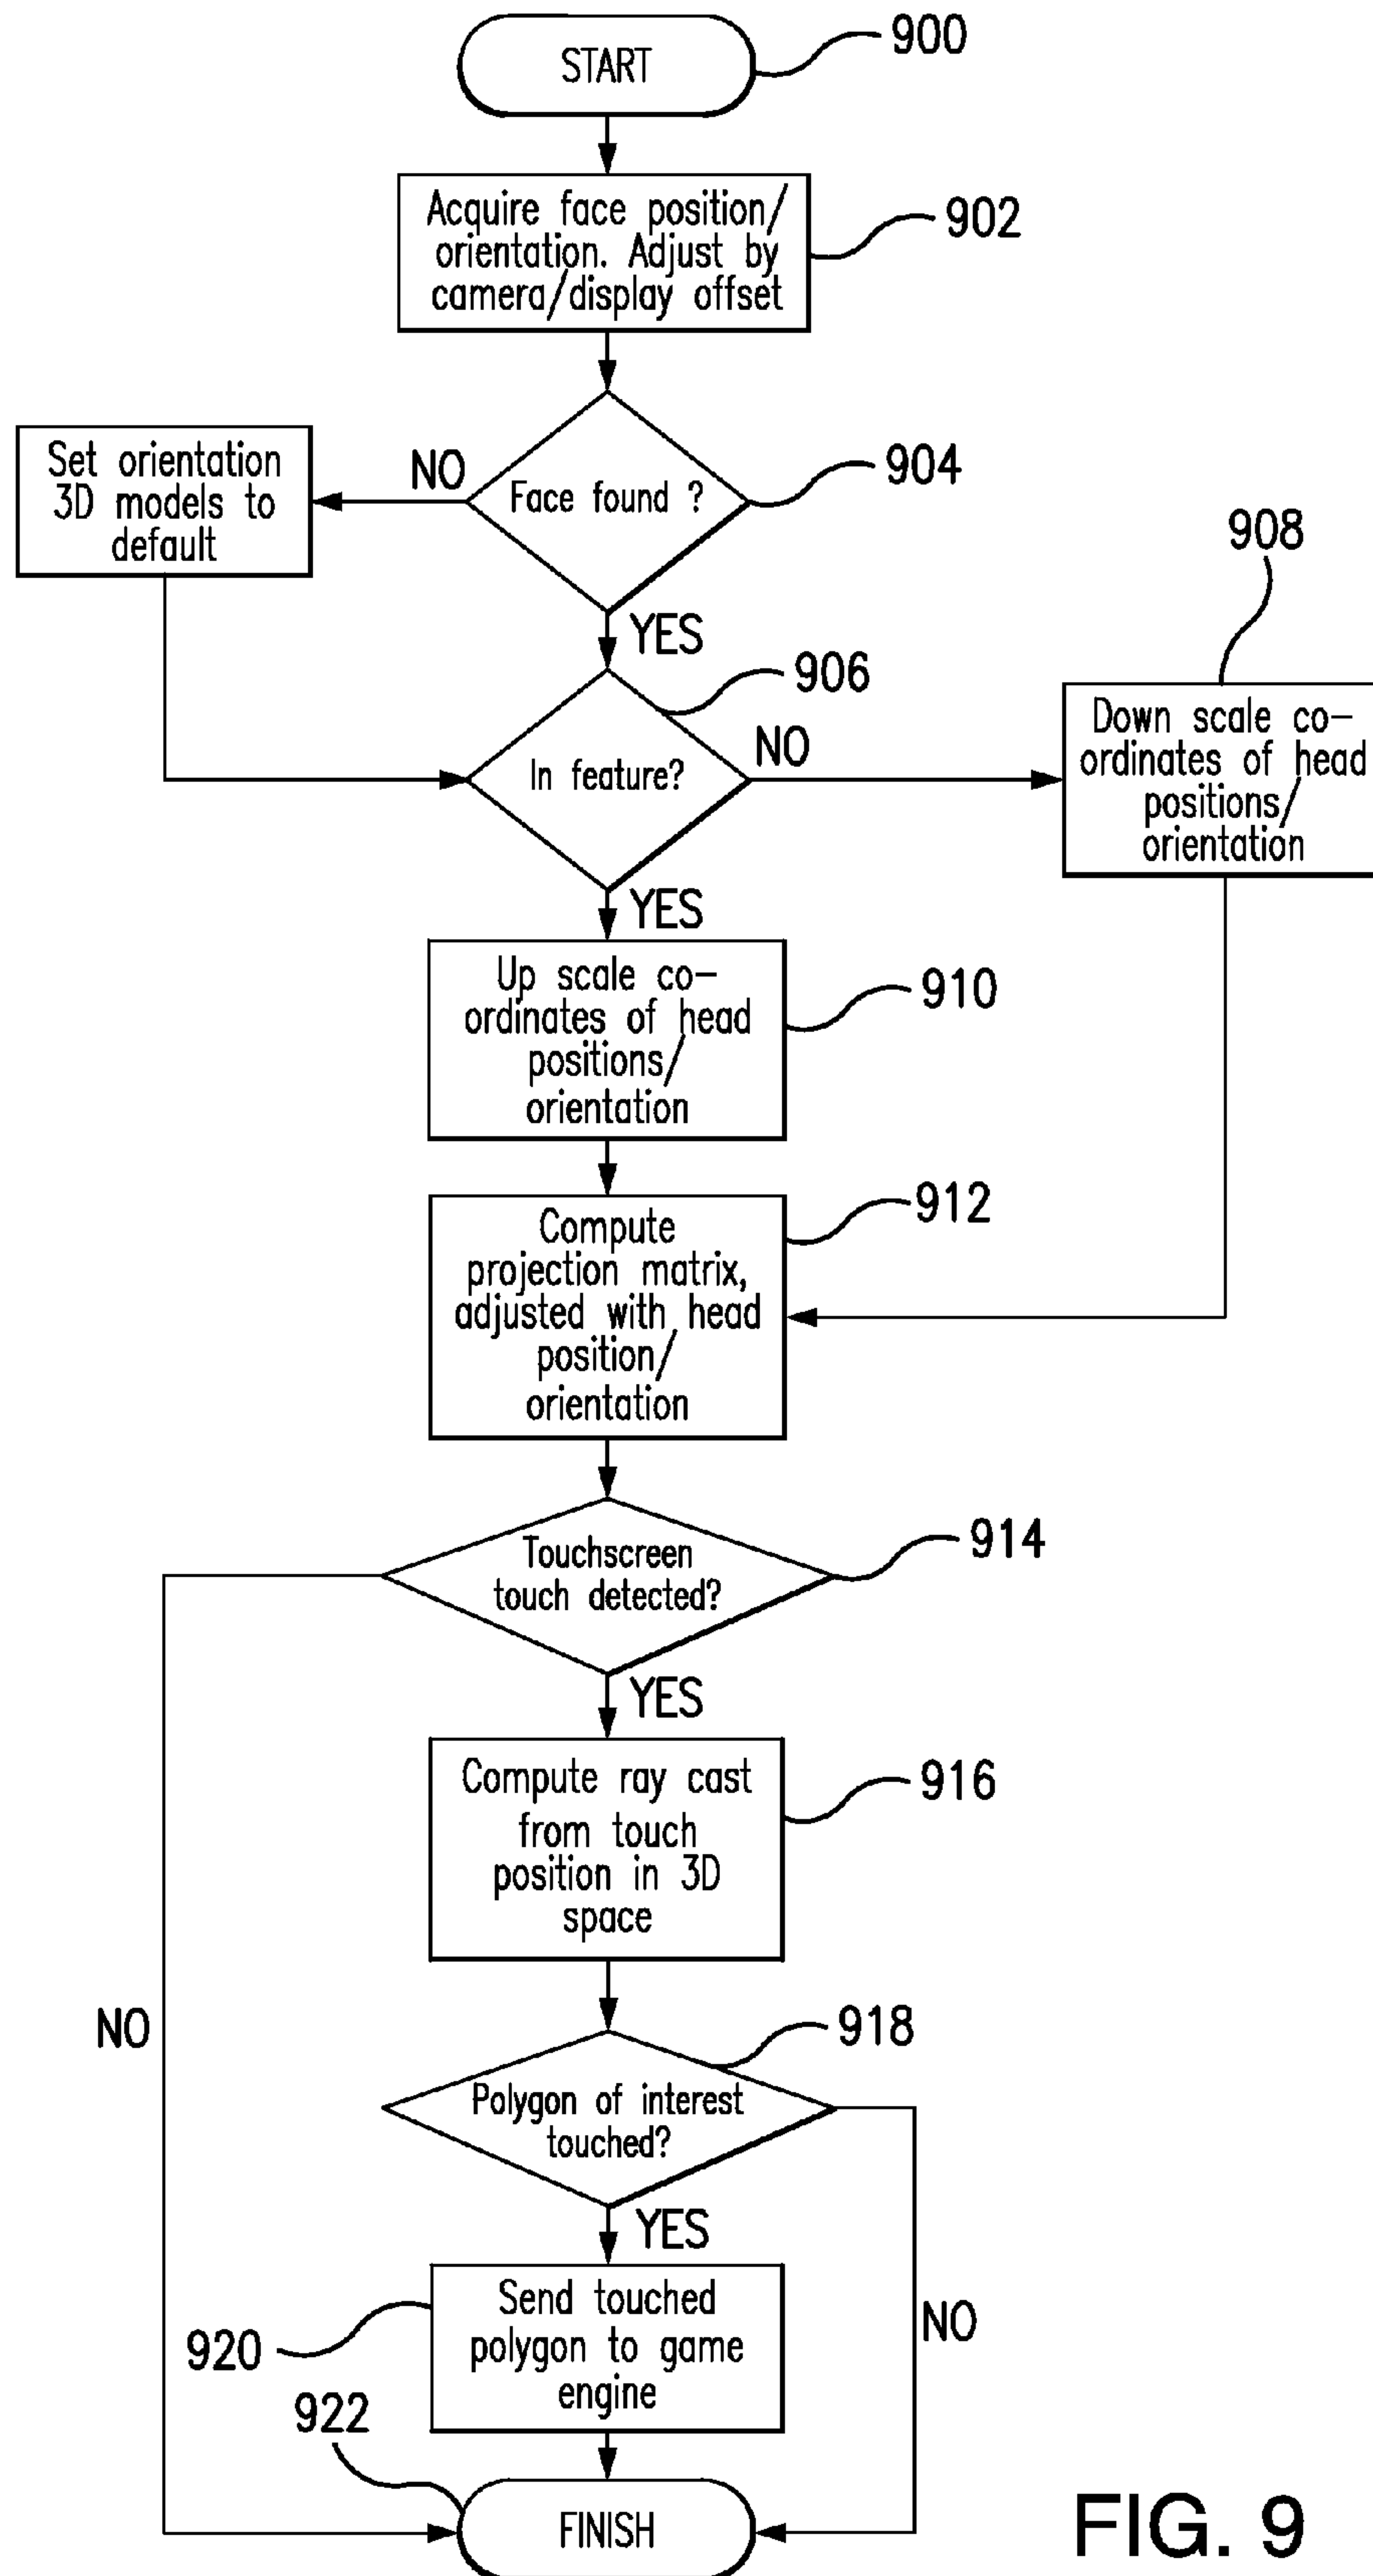 START
900
Acquire face position/
orientation. Adjust by
camera/display offset
902
Set orientation
3D models to
default
NO
Face found ?
904
YES
908
906
In feature?
NO
Down scale co-
ordinates of head
positions/
orientation
YES
Up scale co-
ordinates of head
positions/
orientation
910
Compute
projection matrix,
adjusted with head
position/
orientation
912
Touchscreen
touch detected?
914
YES
Compute ray cast
from touch
position in 3D
space
916
NO
918
Polygon of interest
touched?
YES
Send touched
polygon to game
engine
920
NO
922
FINISH
FIG. 9